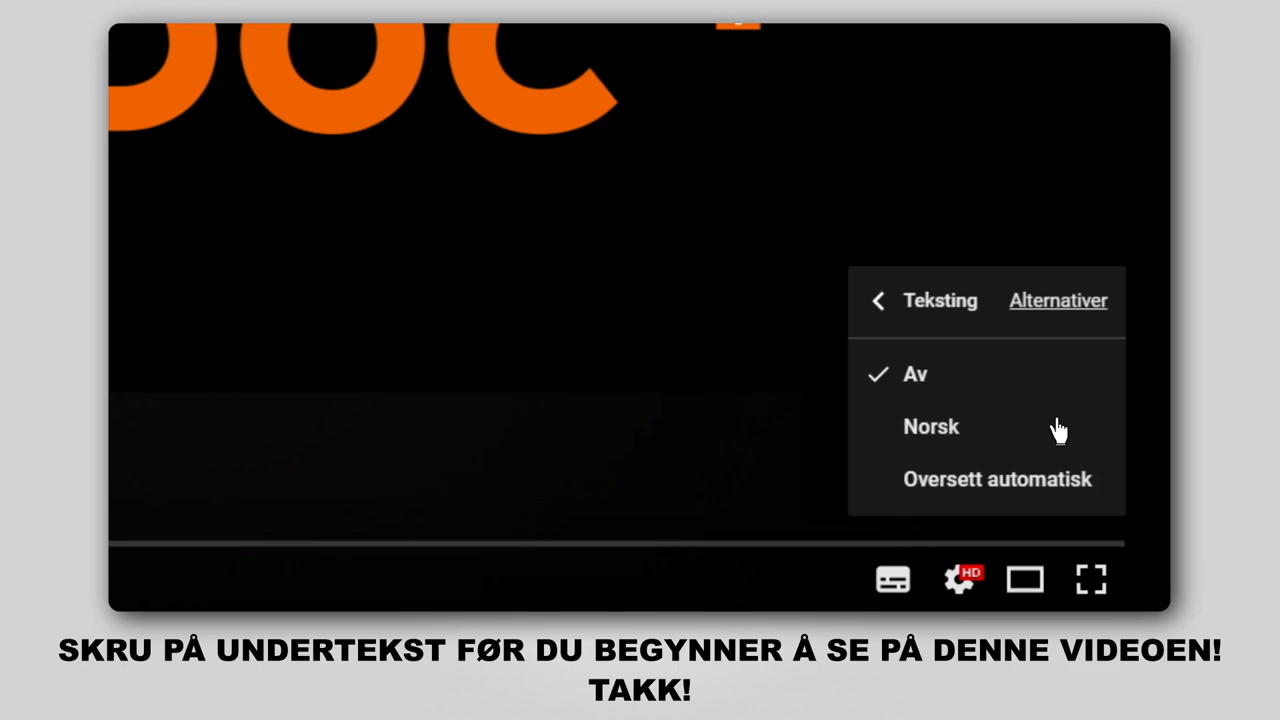 Teksting Alternativer
Av
Norsk
Oversett automatisk
HD
SKRU PÅ UNDERTEKST FØR DU BEGYNNER Å SE PÅ DENNE VIDEOEN!
TAKK!